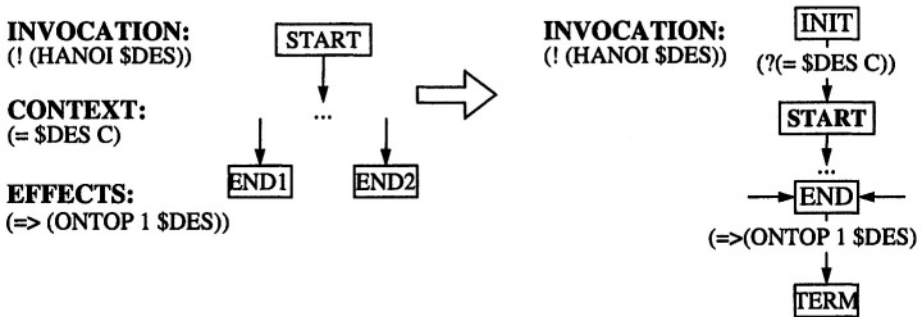 INVOCATION:
(! (HANOI $DES))
CONTEXT:
(= $DES C)
EFFECTS:
(=> (ONTOP 1 $DES))
START
...
END1
END2
INVOCATION:
(! (HANOI $DES))
INIT
(?(= $DES C))
START
...
END
(=>(ONTOP 1 $DES)
TERM